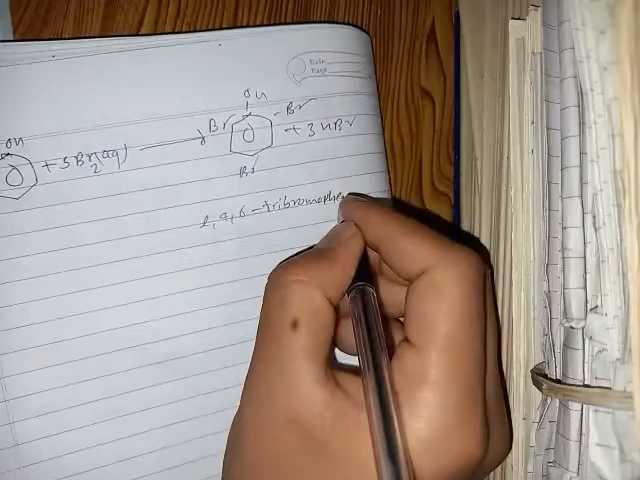 Date
Page
OH
OH + 3Br2(aq) → Br Br + 3HBr
Br
2,4,6-tribromophe